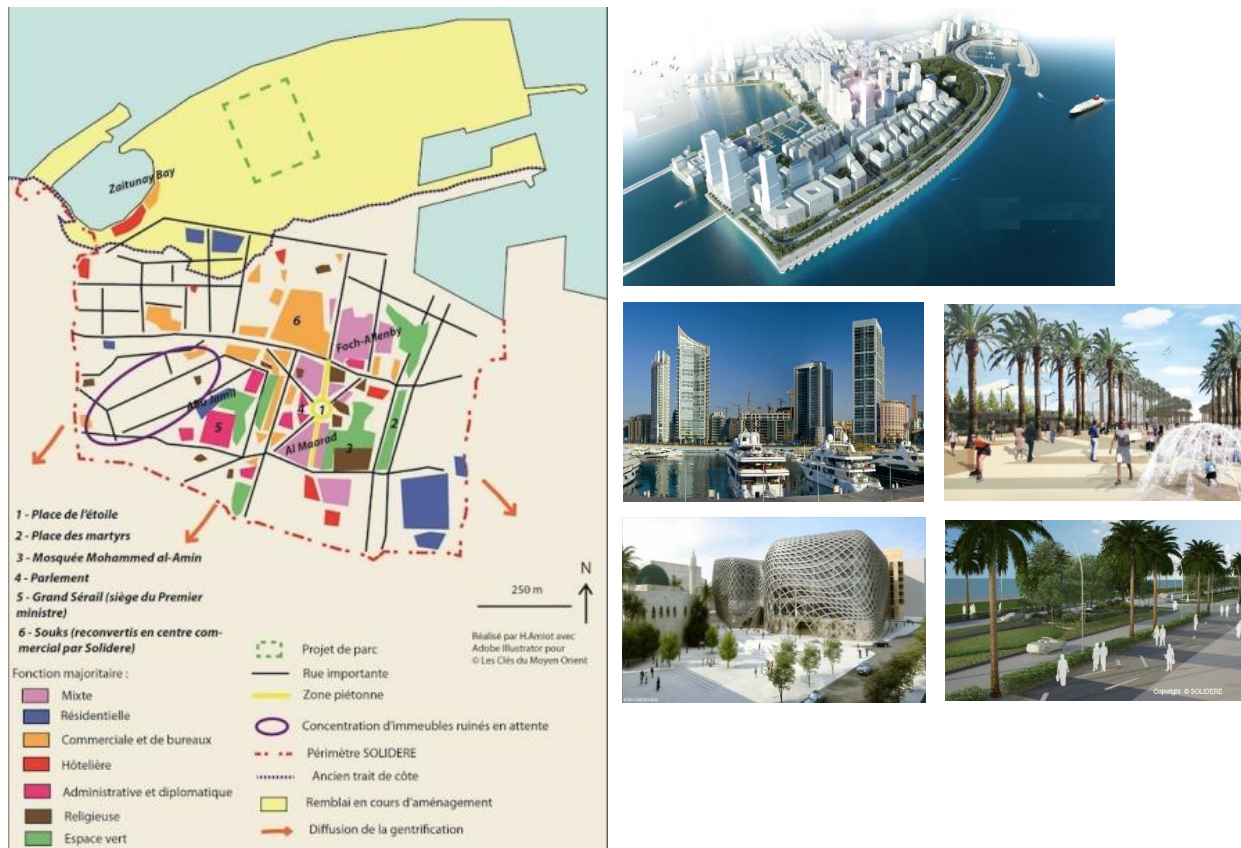 Zaitunay Bay
6
Foch-Allenby
Abu Jamil
4
1
2
5
Al Maarad
3
1 - Place de l'étoile
2 - Place des martyrs
3 - Mosquée Mohammed al-Amin
4 - Parlement
5 - Grand Sérail (siège du Premier
ministre)
6 - Souks (reconvertis en centre com-
mercial par Solidere)
250 m
N
Réalisé par H.Amiot avec
Adobe Illustrator pour
© Les Clés du Moyen Orient
Fonction majoritaire :
Mixte
Résidentielle
Commerciale et de bureaux
Hôtelière
Administrative et diplomatique
Religieuse
Espace vert
Projet de parc
Rue importante
Zone piétonne
Concentration d'immeubles ruinés en attente
Périmètre SOLIDERE
Ancien trait de côte
Remblai en cours d'aménagement
Diffusion de la gentrification
Copyright © SOLIDERE